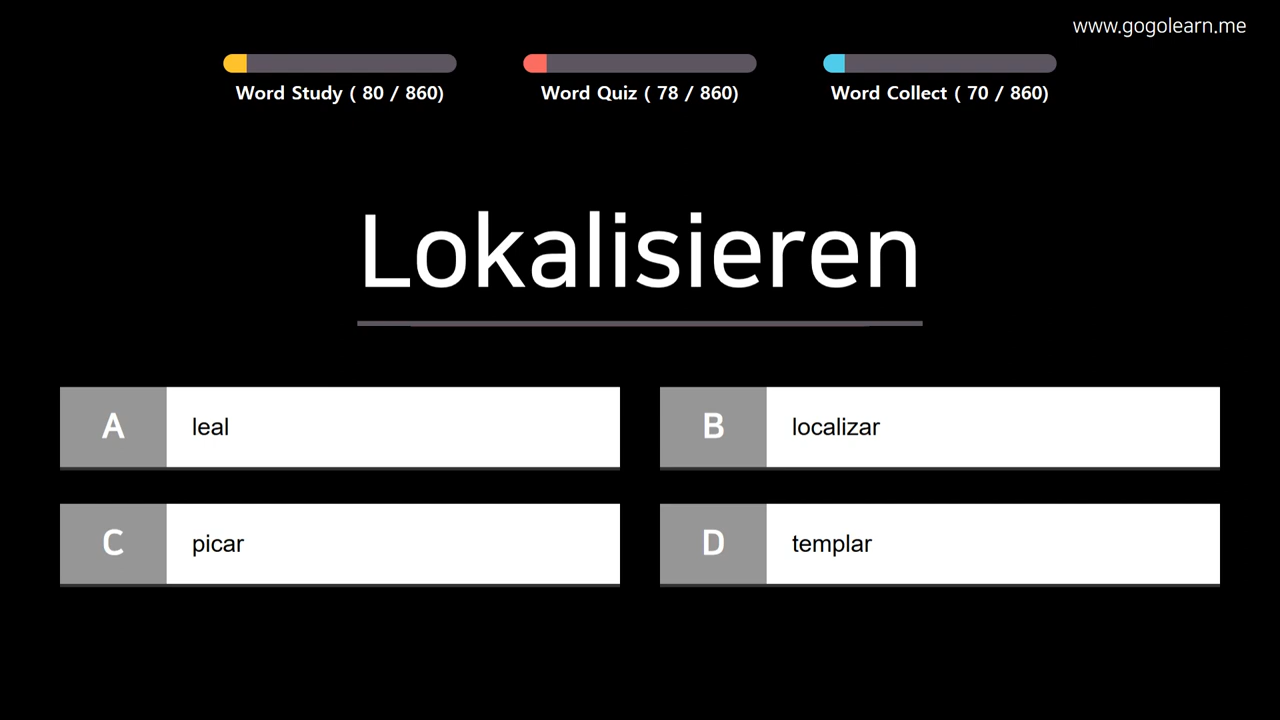 www.gogolearn.me
Word Study ( 80 / 860)
Word Quiz ( 78 / 860)
Word Collect ( 70 / 860)
Lokalisieren
A leal
B localizar
C picar
D templar